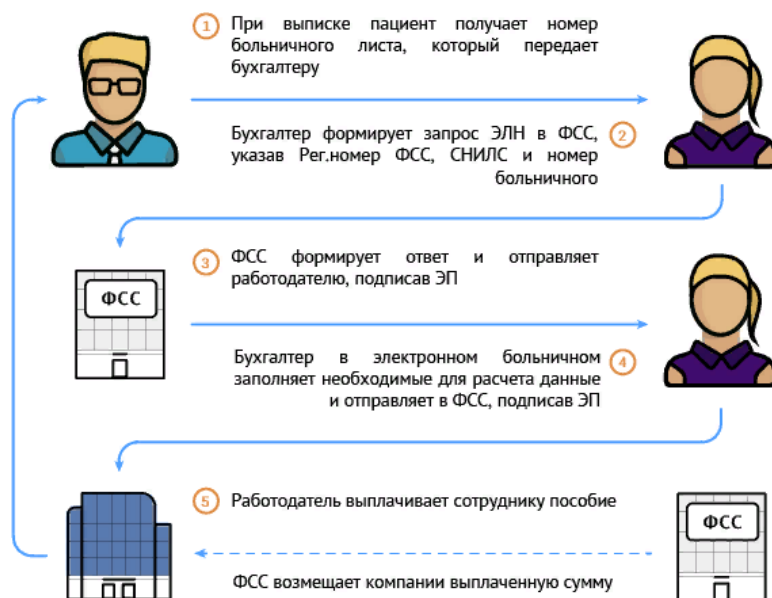 1 При выписке пациент получает номер
больничного листа, который передает
бухгалтеру
Бухгалтер формирует запрос ЭЛН в ФСС, 2
указав Рег.номер ФСС, СНИЛС и номер
больничного
3 ФСС формирует ответ и отправляет
работодателю, подписав ЭП
ФСС
Бухгалтер в электронном больничном 4
заполняет необходимые для расчета данные
и отправляет в ФСС, подписав ЭП
5 Работодатель выплачивает сотруднику пособие
ФСС
ФСС возмещает компании выплаченную сумму